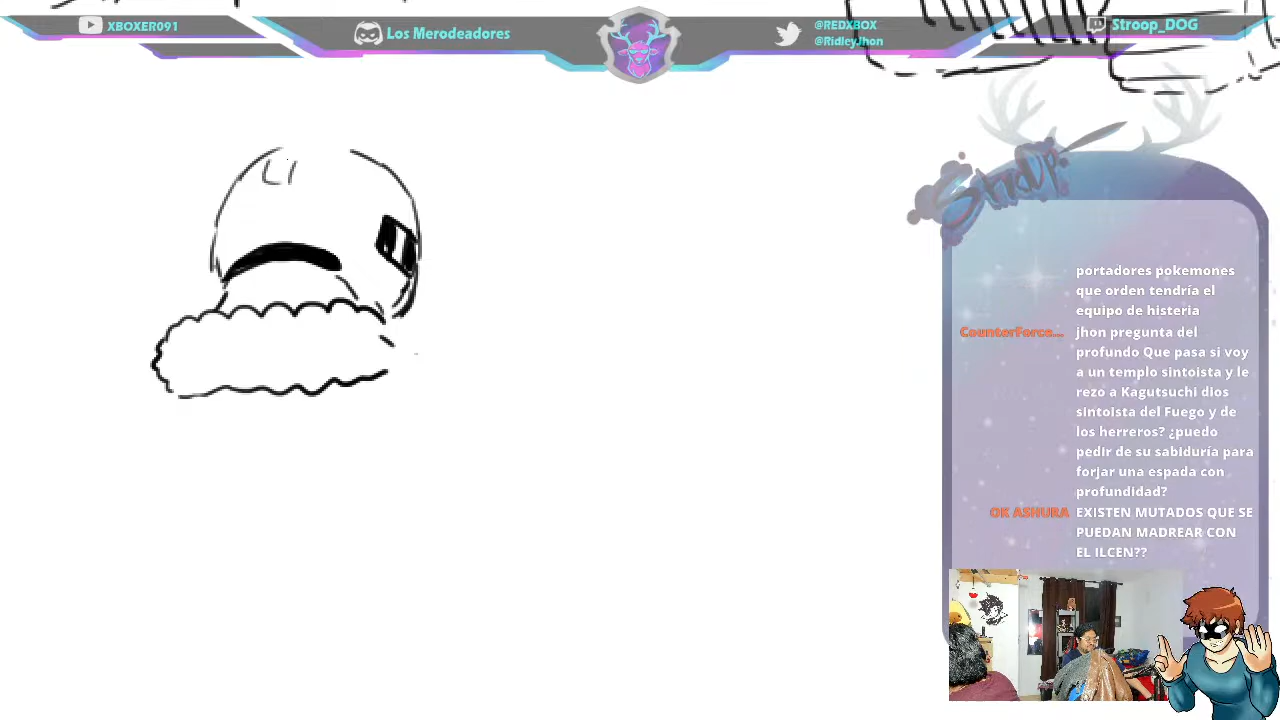 XBOXER091
Los Merodeadores
@REDXBOX
@RidleyJhon
Stroop_DOG
Stroop
portadores pokemones
que orden tendría el
equipo de histeria
CounterForce... jhon pregunta del
profundo Que pasa si voy
a un templo sintoista y le
rezo a Kagutsuchi dios
sintoista del Fuego y de
los herreros? ¿puedo
pedir de su sabiduría para
forjar una espada con
profundidad?
OK ASHURA EXISTEN MUTADOS QUE SE
PUEDAN MADREAR CON
EL ILCEN??